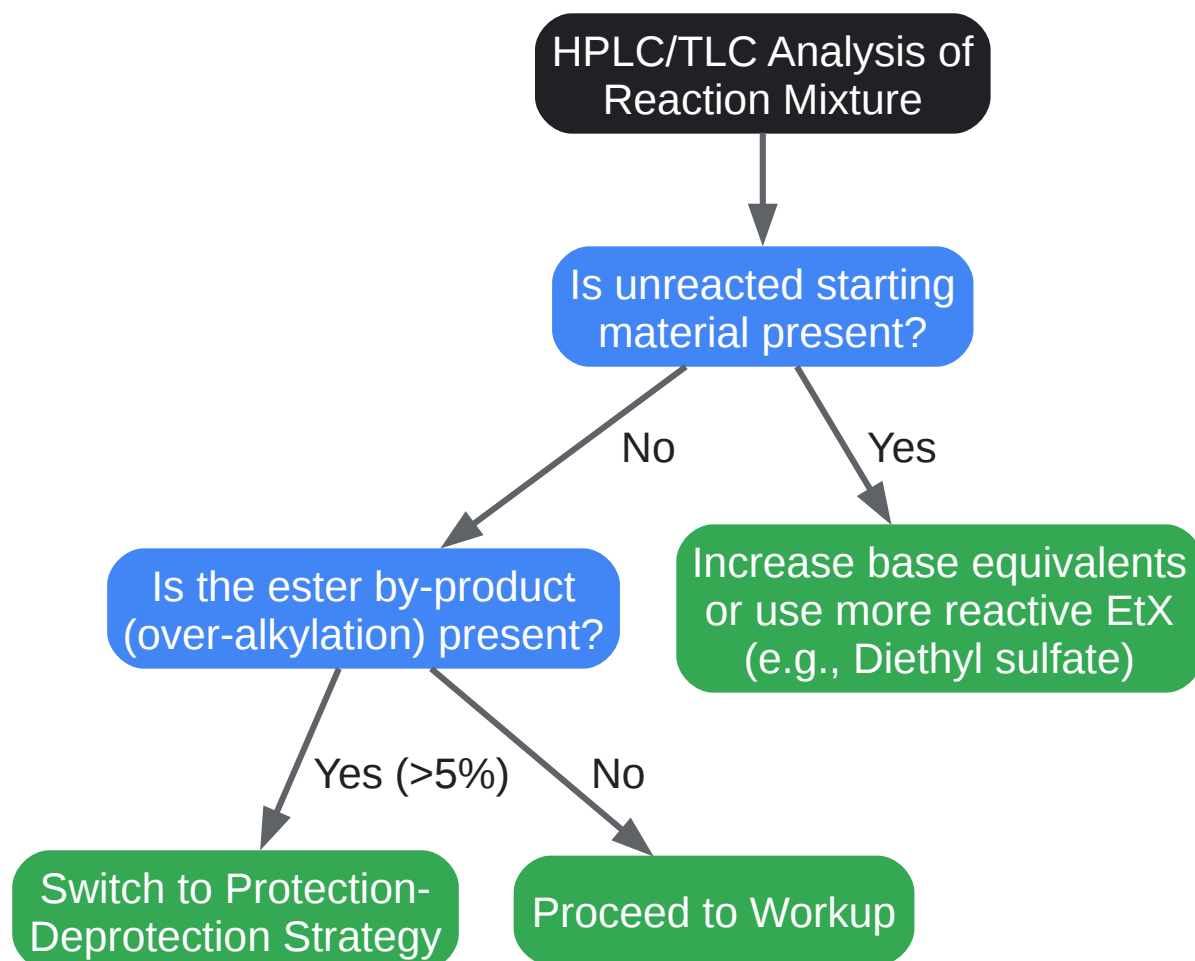 HPLC/TLC Analysis of
Reaction Mixture
Is unreacted starting
material present?
No
Yes
Is the ester by-product
(over-alkylation) present?
Increase base equivalents
or use more reactive EtX
(e.g., Diethyl sulfate)
Yes (>5%)
No
Switch to Protection-
Deprotection Strategy
Proceed to Workup